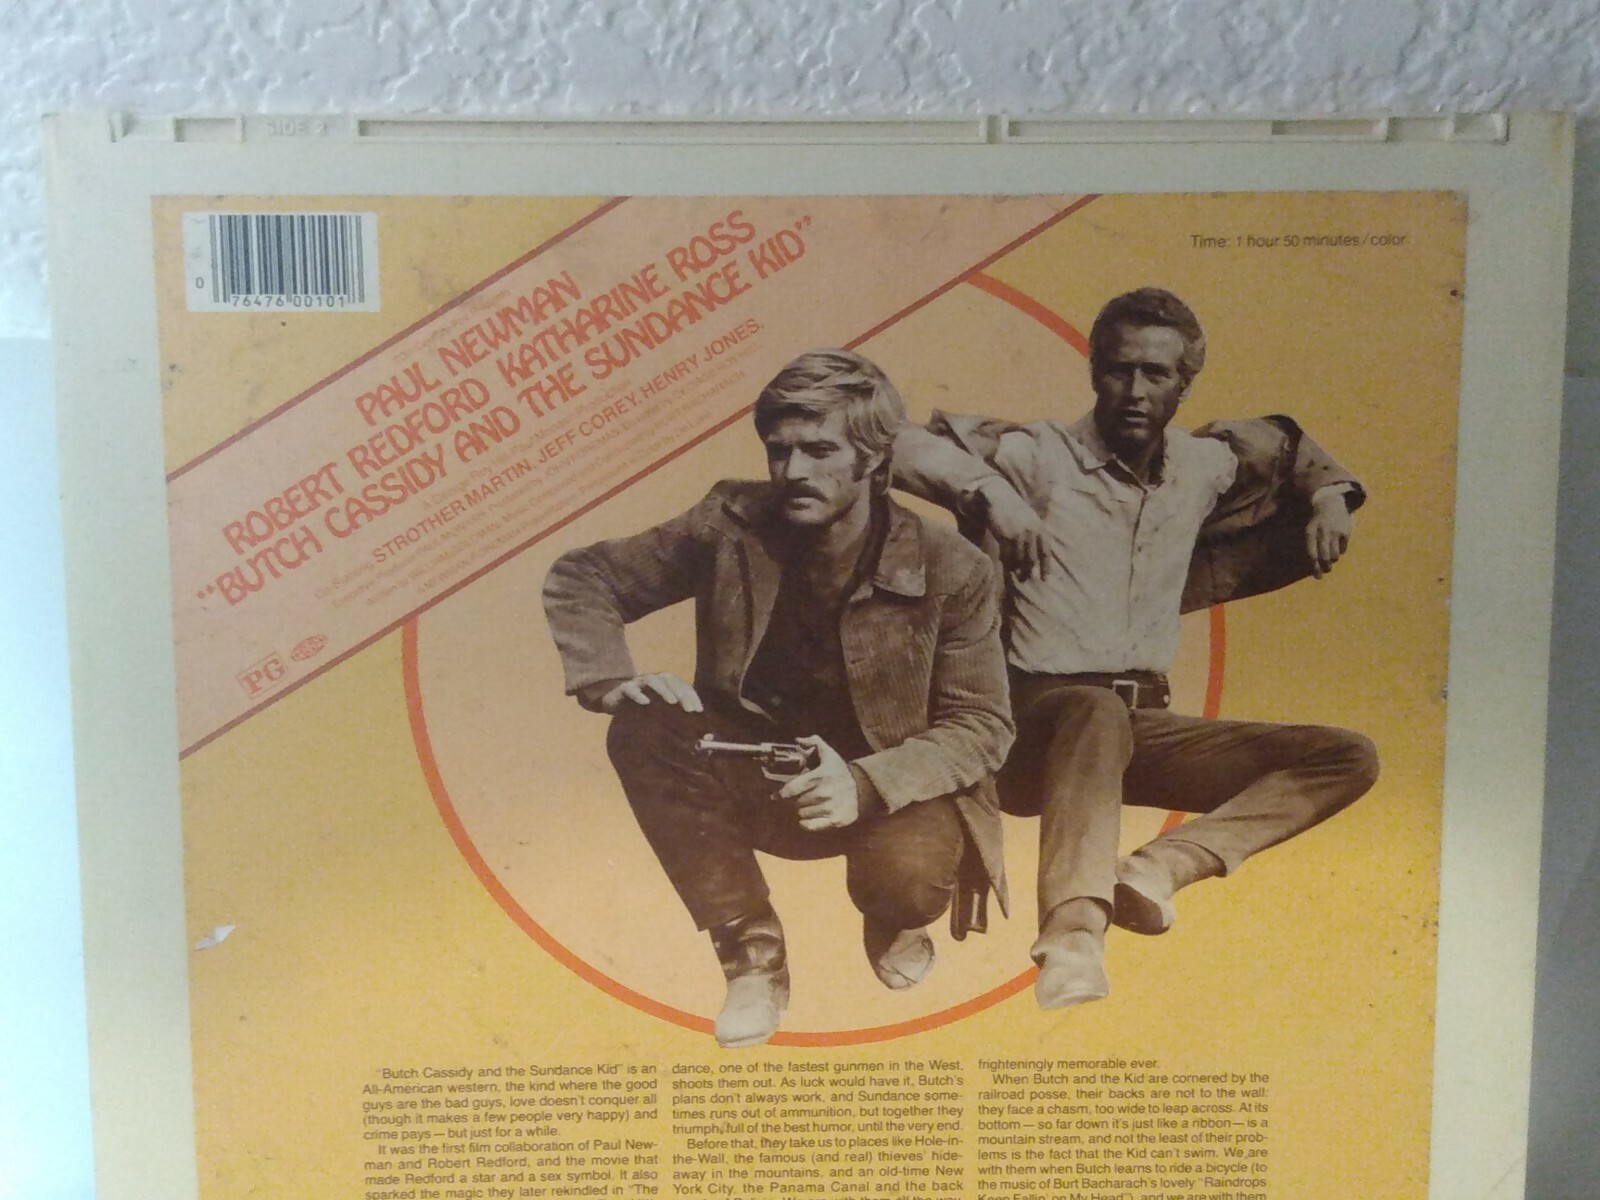 SIDE 2
0
76476 00101
Time: 1 hour 50 minutes/color
PAUL NEWMAN
ROBERT REDFORD KATHARINE ROSS
"BUTCH CASSIDY AND THE SUNDANCE KID"
STROTHER MARTIN, JEFF COREY, HENRY JONES.
PG
"Butch Cassidy and the Sundance Kid" is an
All-American western, the kind where the good
guys are the bad guys, love doesn't conquer all
(though it makes a few people very happy) and
crime pays — but just for a while.
It was the first film collaboration of Paul New-
man and Robert Redford, and the movie that
made Redford a star and a sex symbol. It also
sparked the magic they later rekindled in "The
dance, one of the fastest gunmen in the West,
shoots them out. As luck would have it, Butch's
plans don't always work, and Sundance some-
times runs out of ammunition, but together they
triumph, full of the best humor, until the very end.
Before that, they take us to places like Hole-in-
the-Wall, the famous (and real) thieves' hide-
away in the mountains, and an old-time New
York City, the Panama Canal and the back
frighteningly memorable ever.
When Butch and the Kid are cornered by the
railroad posse, their backs are not to the wall:
they face a chasm, too wide to leap across. At its
bottom — so far down it's just like a ribbon — is a
mountain stream, and not the least of their prob-
lems is the fact that the Kid can't swim. We are
with them when Butch learns to ride a bicycle (to
the music of Burt Bacharach's lovely "Raindrops
Keep Fallin' on My Head"), and we are with them